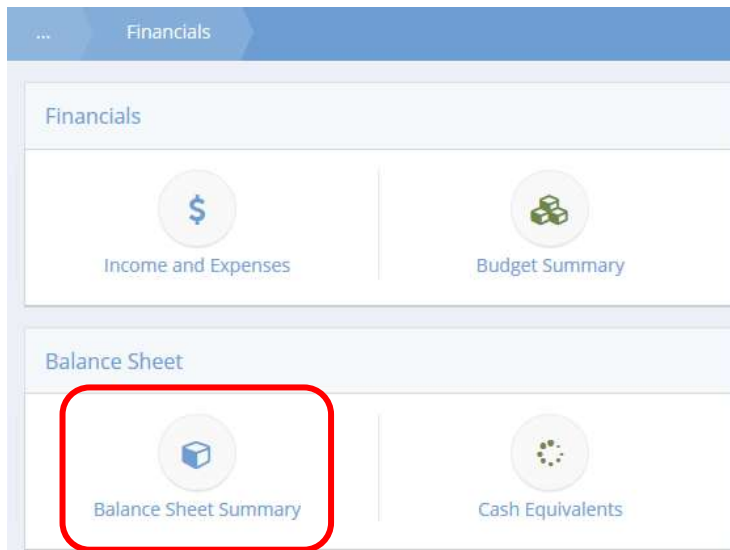 ... Financials
Financials
$
Income and Expenses Budget Summary
Balance Sheet
Balance Sheet Summary Cash Equivalents